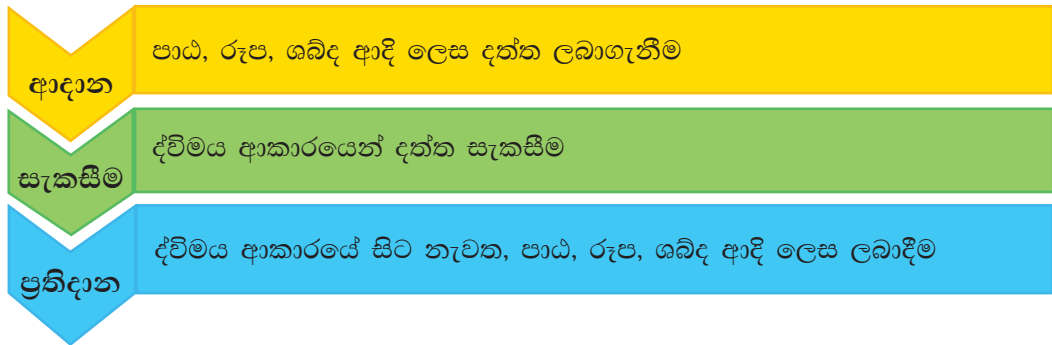 පාඨ, රූප, ශබ්ද ආදි ලෙස දත්ත ලබාගැනීම
ආදාන
ද්විමය ආකාරයෙන් දත්ත සැකසීම
සැකසීම
ද්විමය ආකාරයේ සිට නැවත, පාඨ, රූප, ශබ්ද ආදි ලෙස ලබාදීම
ප්‍රතිදාන